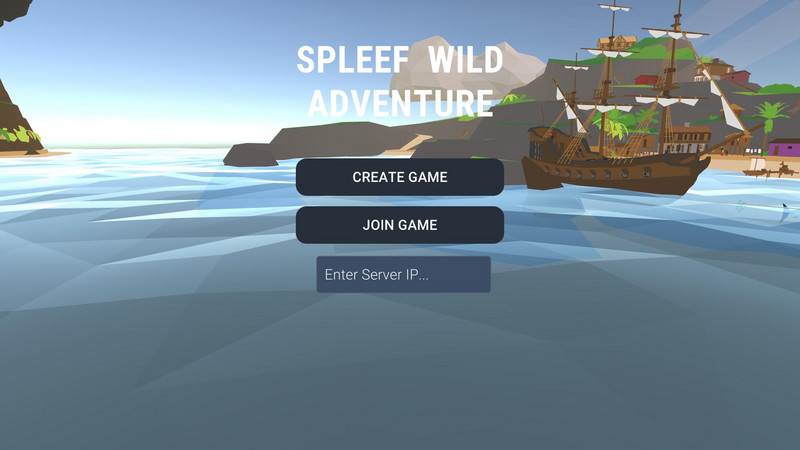 SPLEEF WILD
ADVENTURE
CREATE GAME
JOIN GAME
Enter Server IP...